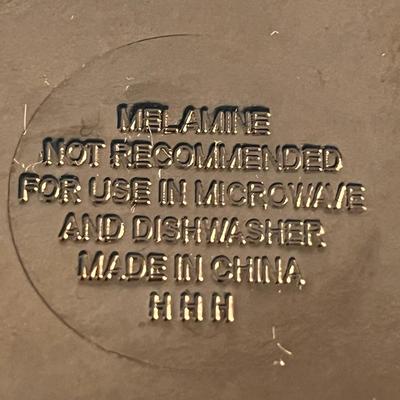 MELAMINE
NOT RECOMMENDED
FOR USE IN MICROWAVE
AND DISHWASHER
MADE IN CHINA
H H H